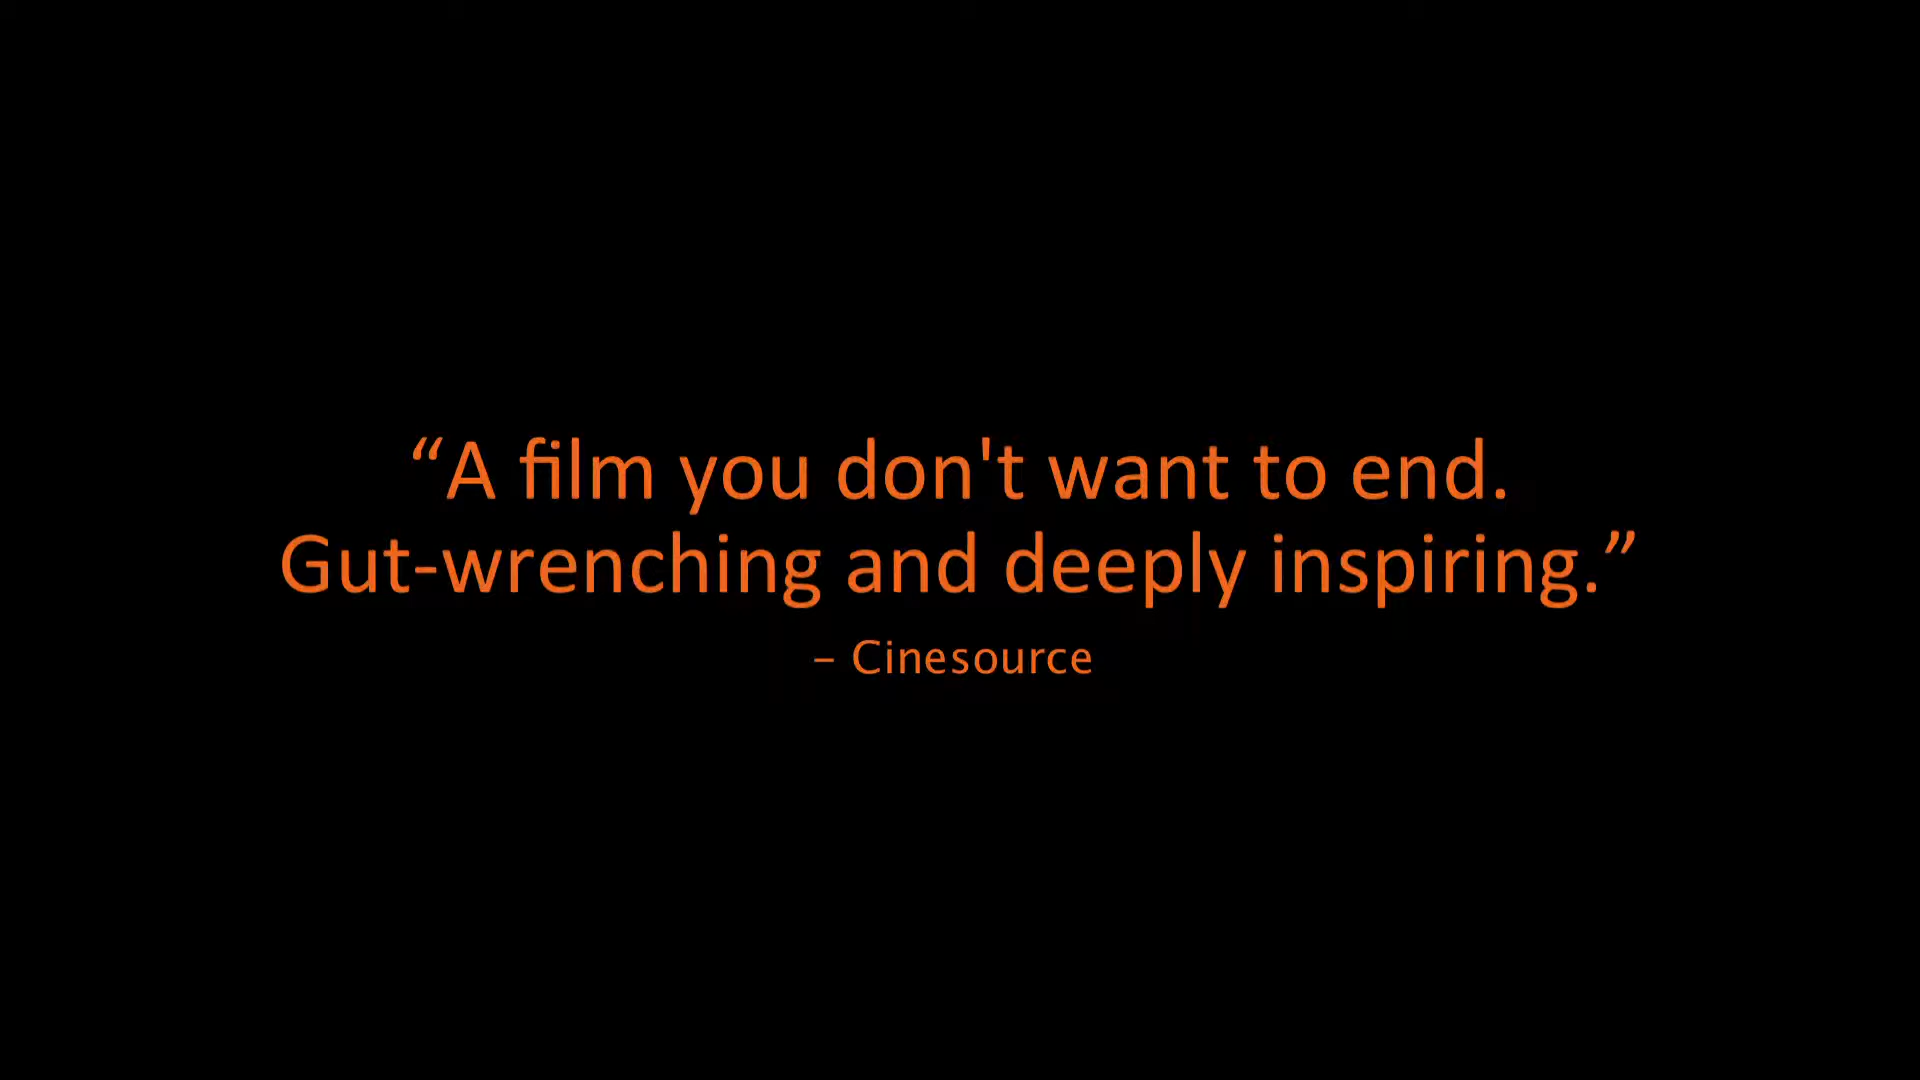 “A film you don't want to end.
Gut-wrenching and deeply inspiring.”
– Cinesource